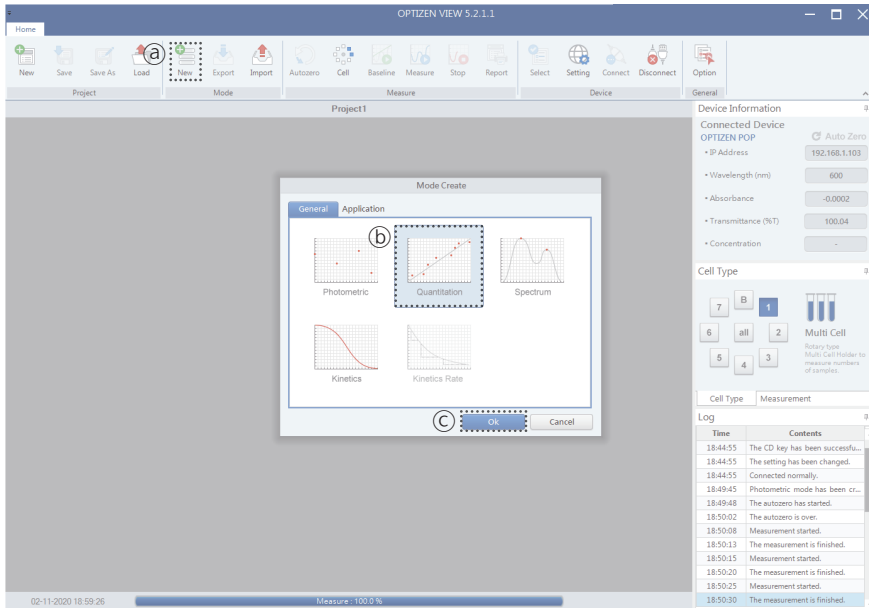 OPTIZEN VIEW 5.2.1.1
Home
New Save Save As Load New Export Import Autozero Cell Baseline Measure Stop Report Select Setting Connect Disconnect Option
Project Mode Measure Device General
ⓐ
Project1
Mode Create
General Application
ⓑ
Photometric Quantitation Spectrum
Kinetics Kinetics Rate
ⓒ
Ok Cancel
Device Information
Connected Device
OPTIZEN POP Auto Zero
• IP Address 192.168.1.103
• Wavelength (nm) 600
• Absorbance -0.0002
• Transmittance (%T) 100.04
• Concentration -
Cell Type
7 B 1
6 all 2
5 4 3
Multi Cell
Rotary type
Multi Cell Holder to
measure numbers
of samples.
Cell Type Measurement
Log
Time Contents
18:44:55 The CD key has been successfu...
18:44:55 The setting has been changed.
18:44:55 Connected normally.
18:49:45 Photometric mode has been cr...
18:49:48 The autozero has started.
18:50:02 The autozero is over.
18:50:08 Measurement started.
18:50:13 The measurement is finished.
18:50:15 Measurement started.
18:50:20 The measurement is finished.
18:50:25 Measurement started.
18:50:30 The measurement is finished.
02-11-2020 18:59:26 Measure : 100.0 %